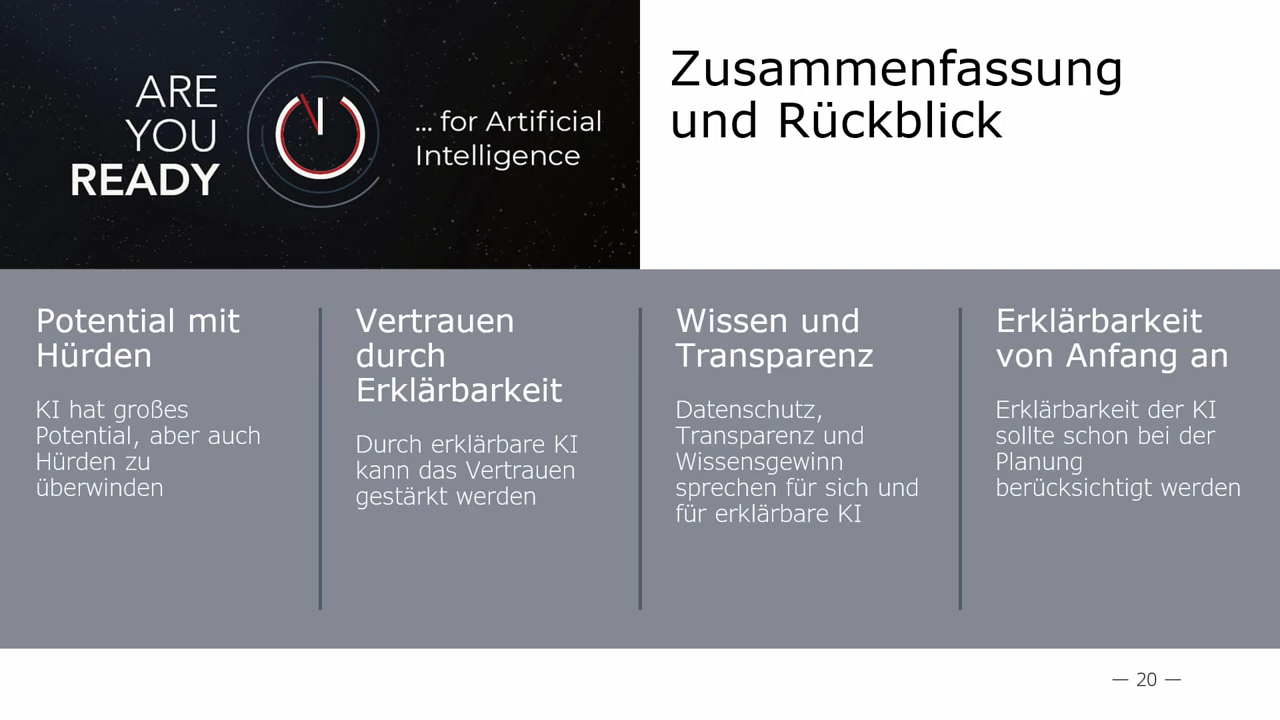 ARE
YOU
READY
... for Artificial
Intelligence
Zusammenfassung
und Rückblick
Potential mit
Hürden
KI hat großes
Potential, aber auch
Hürden zu
überwinden
Vertrauen
durch
Erklärbarkeit
Durch erklärbare KI
kann das Vertrauen
gestärkt werden
Wissen und
Transparenz
Datenschutz,
Transparenz und
Wissensgewinn
sprechen für sich und
für erklärbare KI
Erklärbarkeit
von Anfang an
Erklärbarkeit der KI
sollte schon bei der
Planung
berücksichtigt werden
— 20 —